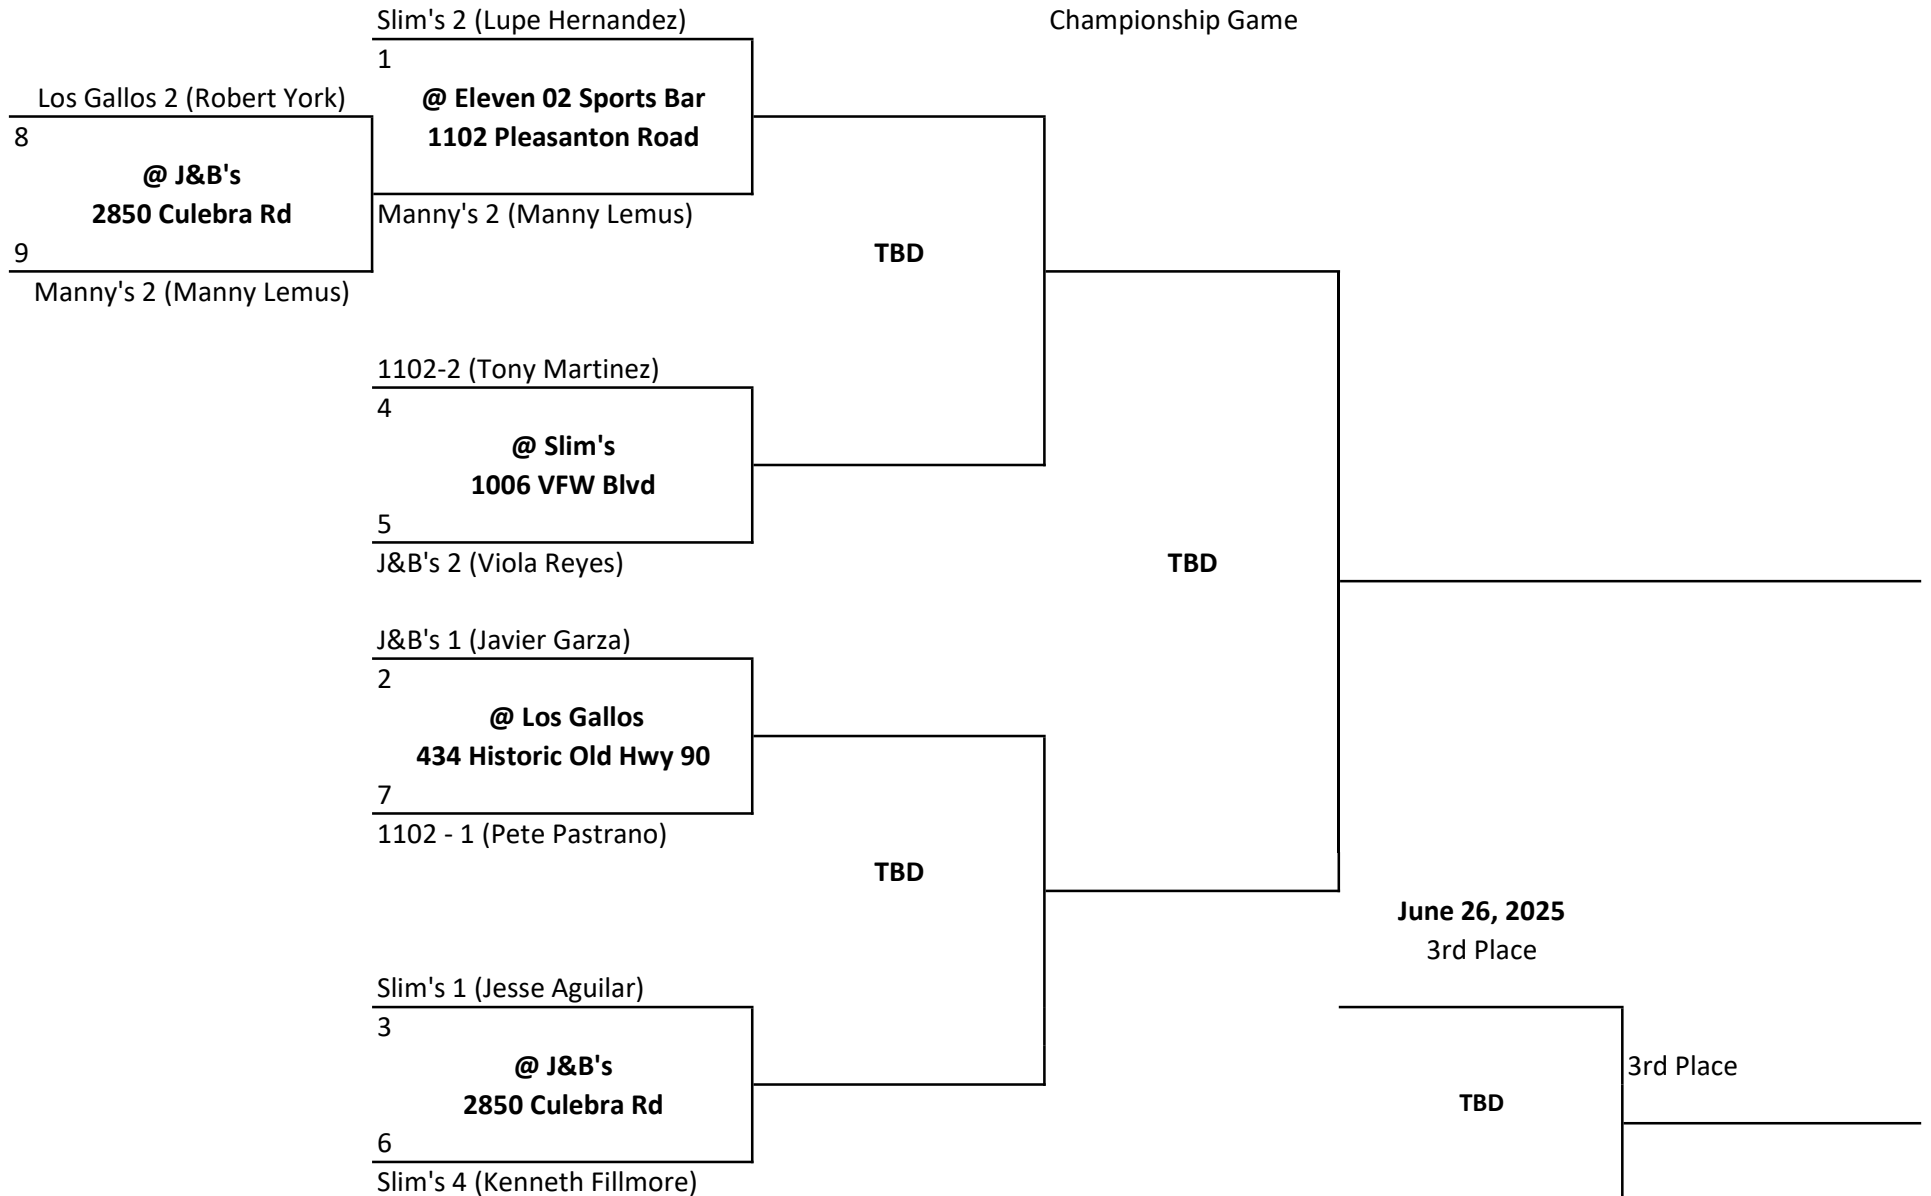 Slim's 2 (Lupe Hernandez)
Championship Game
1
Los Gallos 2 (Robert York)
@ Eleven 02 Sports Bar
8
1102 Pleasanton Road
@ J&B's
2850 Culebra Rd
Manny's 2 (Manny Lemus)
9
TBD
Manny's 2 (Manny Lemus)
1102-2 (Tony Martinez)
4
@ Slim's
1006 VFW Blvd
5
J&B's 2 (Viola Reyes)
TBD
J&B's 1 (Javier Garza)
2
@ Los Gallos
434 Historic Old Hwy 90
7
1102 - 1 (Pete Pastrano)
TBD
June 26, 2025
3rd Place
Slim's 1 (Jesse Aguilar)
3
@ J&B's
3rd Place
2850 Culebra Rd
TBD
6
Slim's 4 (Kenneth Fillmore)